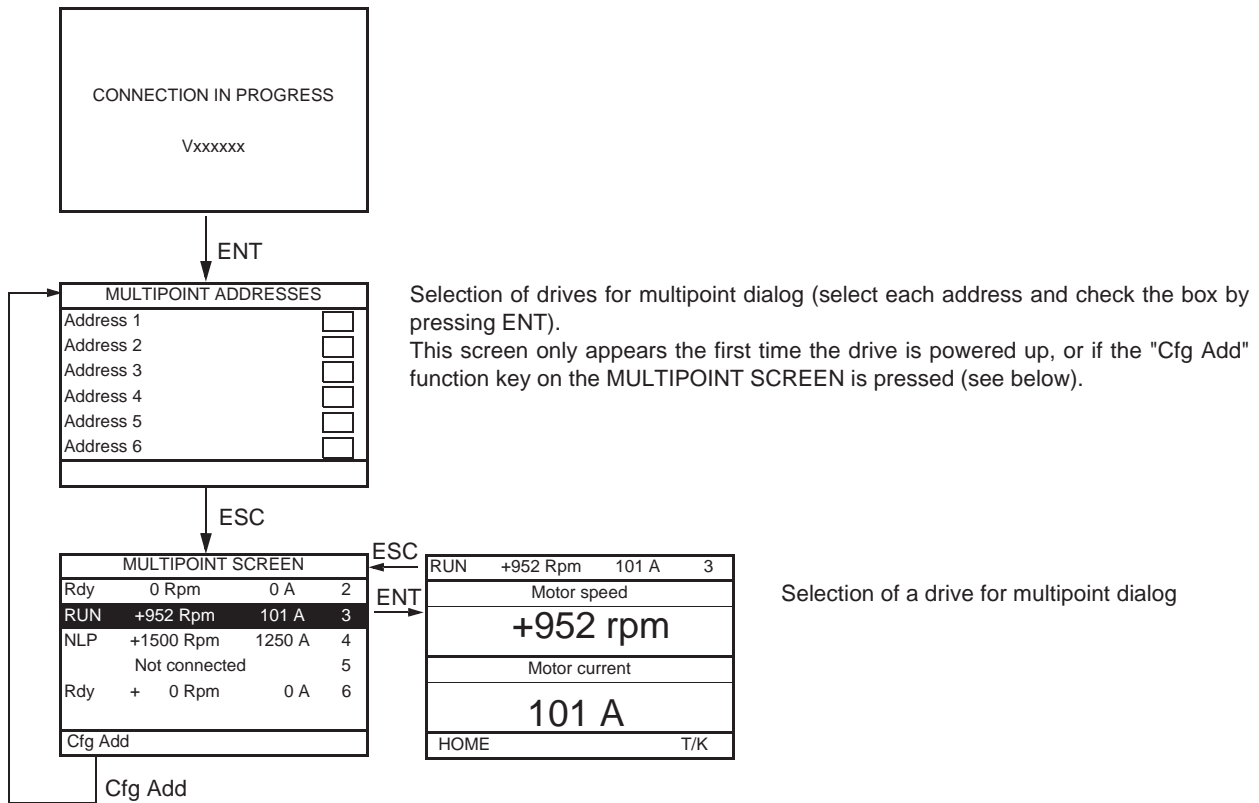 CONNECTION IN PROGRESS
Vxxxxxx
ENT
MULTIPOINT ADDRESSES
Address 1
Address 2
Address 3
Address 4
Address 5
Address 6
Selection of drives for multipoint dialog (select each address and check the box by
pressing ENT).
This screen only appears the first time the drive is powered up, or if the "Cfg Add"
function key on the MULTIPOINT SCREEN is pressed (see below).
ESC
MULTIPOINT SCREEN
Rdy 0 Rpm 0 A 2
RUN +952 Rpm 101 A 3
NLP +1500 Rpm 1250 A 4
Not connected 5
Rdy + 0 Rpm 0 A 6
Cfg Add
ESC
ENT
RUN +952 Rpm 101 A 3
Motor speed
+952 rpm
Motor current
101 A
HOME T/K
Selection of a drive for multipoint dialog
Cfg Add